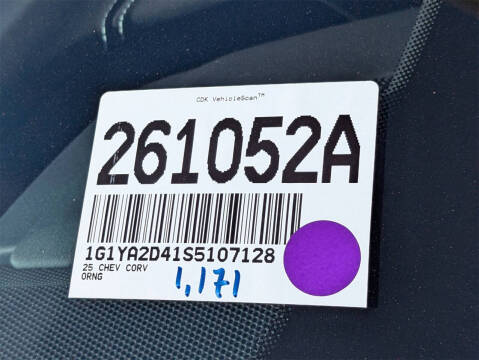 CDK VehicleScan™
261052A
1G1YA2D41S5107128
25 CHEV CORV
ORNG
1,171